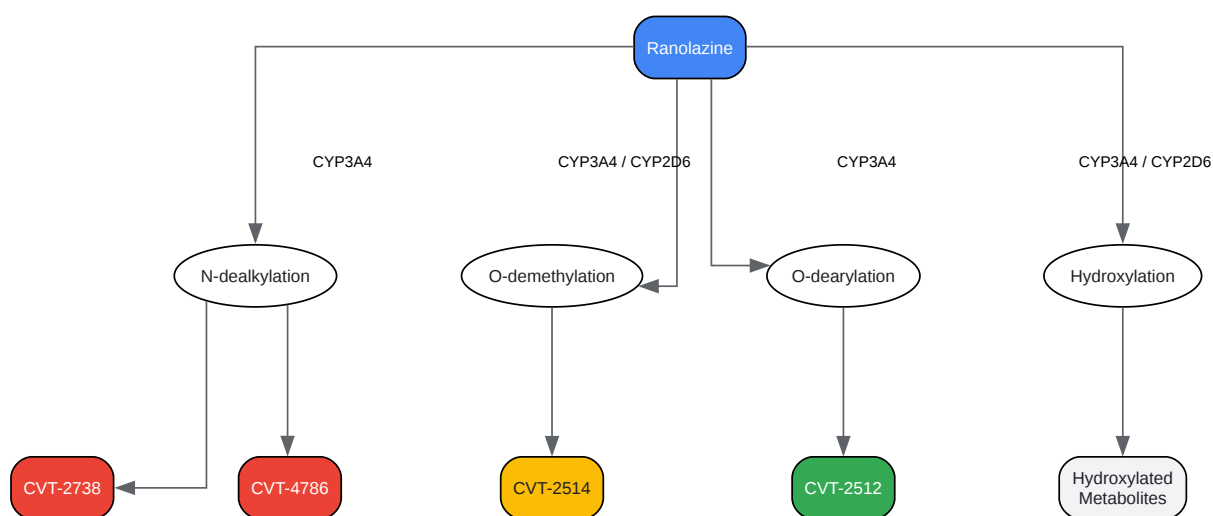 Ranolazine
CYP3A4
CYP3A4 / CYP2D6
CYP3A4
CYP3A4 / CYP2D6
N-dealkylation
O-demethylation
O-dearylation
Hydroxylation
CVT-2738
CVT-4786
CVT-2514
CVT-2512
Hydroxylated
Metabolites